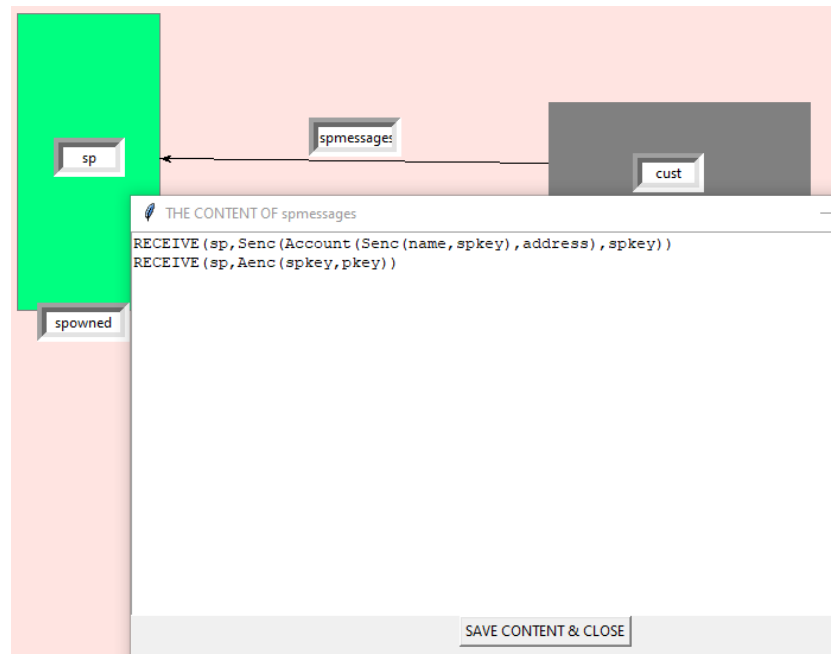 spmessages
sp
cust
THE CONTENT OF spmessages
RECEIVE(sp,Senc(Account(Senc(name,spkey),address),spkey))
RECEIVE(sp,Aenc(spkey,pkey))
spowned
SAVE CONTENT & CLOSE